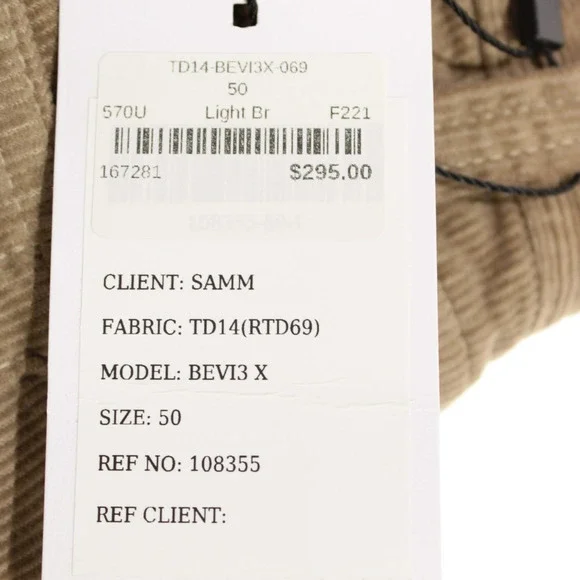 TD14-BEVI3X-069
50
570U Light Br F221
167281 $295.00
CLIENT: SAMM
FABRIC: TD14(RTD69)
MODEL: BEVI3 X
SIZE: 50
REF NO: 108355
REF CLIENT: